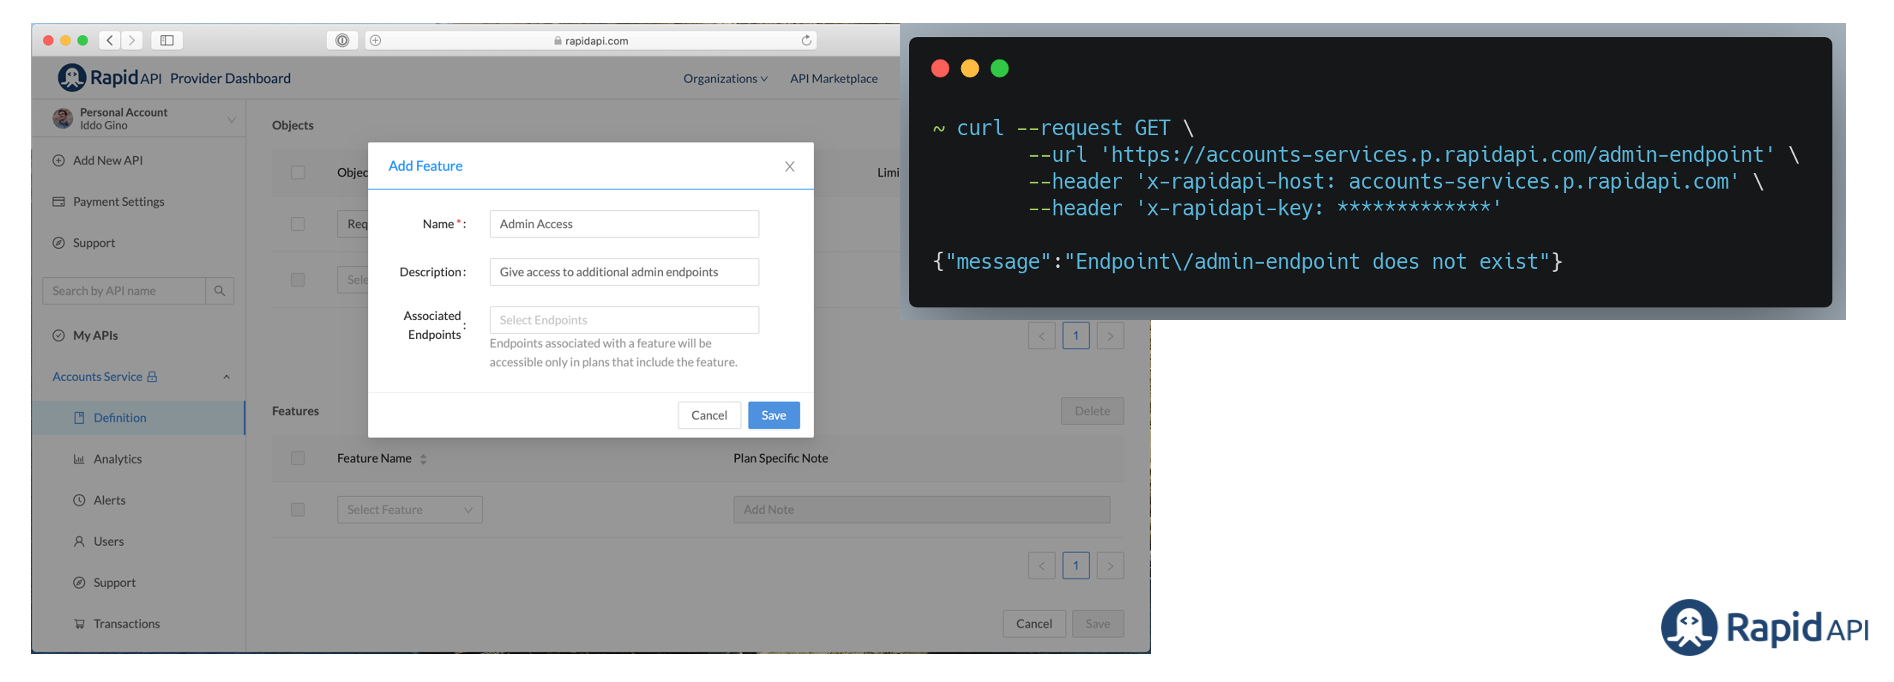 rapidapi.com
RapidAPI Provider Dashboard
Organizations
API Marketplace
Personal Account
Iddo Gino
Add New API
Payment Settings
Support
Search by API name
My APIs
Accounts Service
Definition
Analytics
Alerts
Users
Support
Transactions
Objects
Objec
Limi
Req
Sele
Add Feature
Name*:
Admin Access
Description:
Give access to additional admin endpoints
Associated
Endpoints:
Select Endpoints
Endpoints associated with a feature will be
accessible only in plans that include the feature.
Cancel
Save
< 1 >
Features
Delete
Feature Name
Plan Specific Note
Select Feature
Add Note
< 1 >
Cancel
Save
~ curl --request GET \
--url 'https://accounts-services.p.rapidapi.com/admin-endpoint' \
--header 'x-rapidapi-host: accounts-services.p.rapidapi.com' \
--header 'x-rapidapi-key: *************'
{"message":"Endpoint\/admin-endpoint does not exist"}
RapidAPI